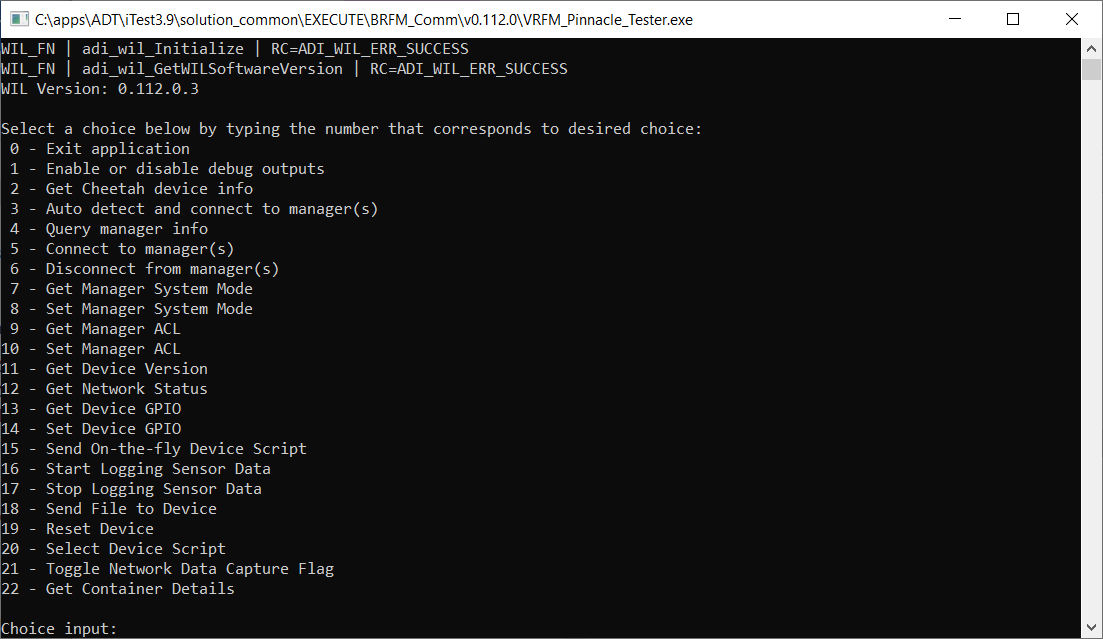 C:\apps\ADT\iTest3.9\solution_common\EXECUTE\BRFM_Comm\v0.112.0\VRFM_Pinnacle_Tester.exe
WIL_FN | adi_wil_Initialize | RC=ADI_WIL_ERR_SUCCESS
WIL_FN | adi_wil_GetWILSoftwareVersion | RC=ADI_WIL_ERR_SUCCESS
WIL Version: 0.112.0.3
Select a choice below by typing the number that corresponds to desired choice:
0 - Exit application
1 - Enable or disable debug outputs
2 - Get Cheetah device info
3 - Auto detect and connect to manager(s)
4 - Query manager info
5 - Connect to manager(s)
6 - Disconnect from manager(s)
7 - Get Manager System Mode
8 - Set Manager System Mode
9 - Get Manager ACL
10 - Set Manager ACL
11 - Get Device Version
12 - Get Network Status
13 - Get Device GPIO
14 - Set Device GPIO
15 - Send On-the-fly Device Script
16 - Start Logging Sensor Data
17 - Stop Logging Sensor Data
18 - Send File to Device
19 - Reset Device
20 - Select Device Script
21 - Toggle Network Data Capture Flag
22 - Get Container Details
Choice input: